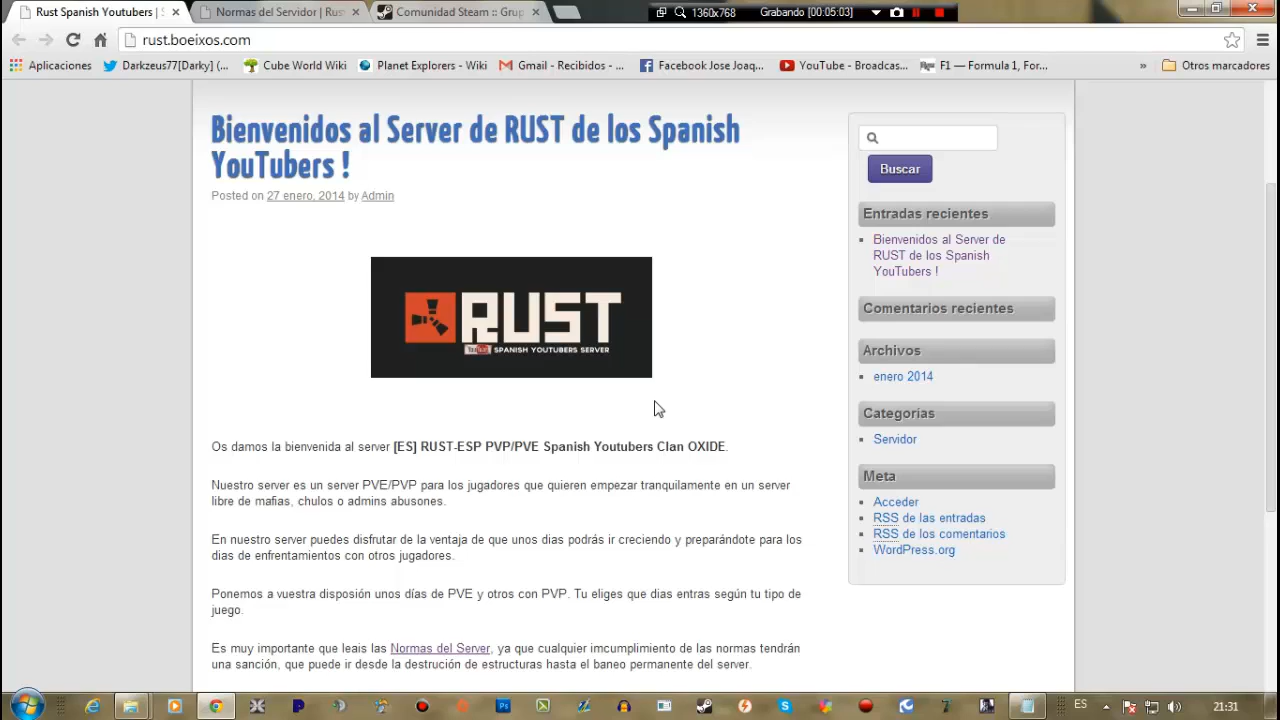 Rust Spanish Youtubers | S
Normas del Servidor | Rust
Comunidad Steam :: Grup
1360x768
Grabando [00:05:03]
rust.boeixos.com
Aplicaciones
Darkzeus77[Darky] (...
Cube World Wiki
Planet Explorers - Wiki
Gmail - Recibidos - ...
Facebook Jose Joaq...
YouTube - Broadcas...
F1 — Formula 1, For...
»
Otros marcadores
Bienvenidos al Server de RUST de los Spanish
YouTubers !
Posted on 27 enero, 2014 by Admin
RUST
YouTube SPANISH YOUTUBERS SERVER
Os damos la bienvenida al server [ES] RUST-ESP PVP/PVE Spanish Youtubers Clan OXIDE.
Nuestro server es un server PVE/PVP para los jugadores que quieren empezar tranquilamente en un server
libre de mafias, chulos o admins abusones.
En nuestro server puedes disfrutar de la ventaja de que unos dias podrás ir creciendo y preparándote para los
dias de enfrentamientos con otros jugadores.
Ponemos a vuestra disposión unos días de PVE y otros con PVP. Tu eliges que dias entras según tu tipo de
juego.
Es muy importante que leais las Normas del Server, ya que cualquier imcumplimiento de las normas tendrán
una sanción, que puede ir desde la destrución de estructuras hasta el baneo permanente del server.
Buscar
Entradas recientes
Bienvenidos al Server de
RUST de los Spanish
YouTubers !
Comentarios recientes
Archivos
enero 2014
Categorías
Servidor
Meta
Acceder
RSS de las entradas
RSS de los comentarios
WordPress.org
ES
21:31